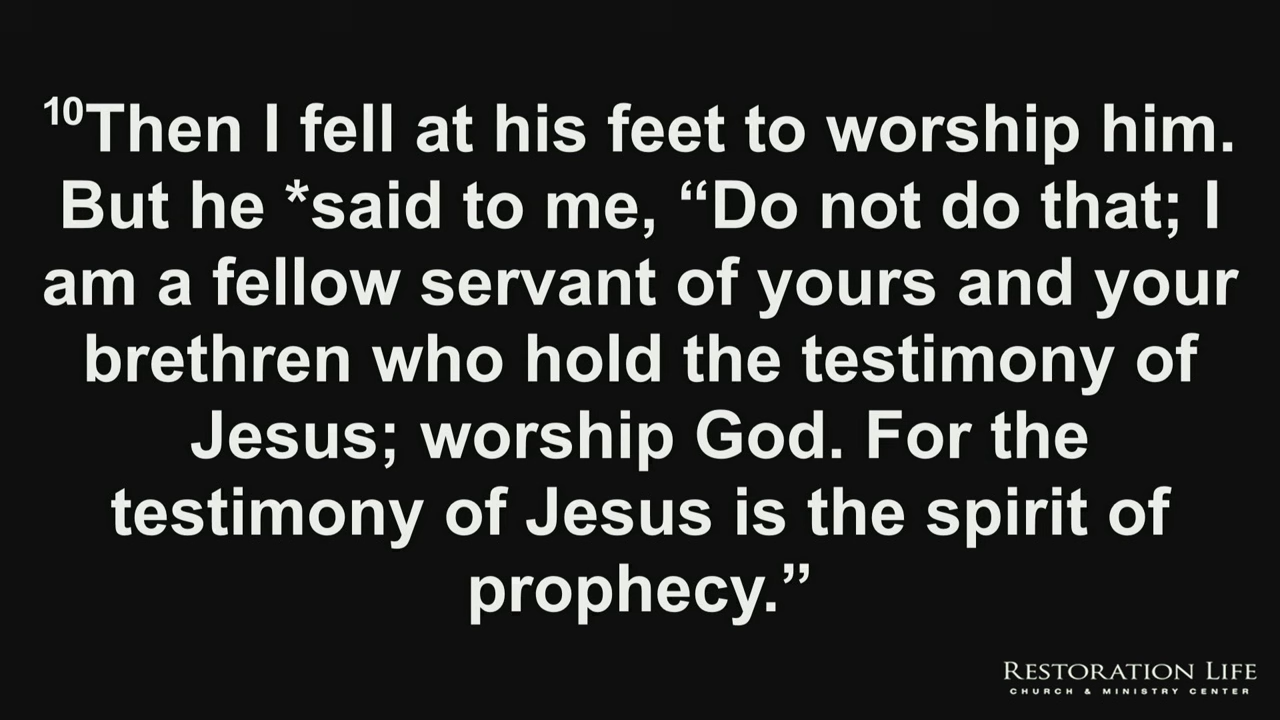 10Then I fell at his feet to worship him.
But he *said to me, “Do not do that; I
am a fellow servant of yours and your
brethren who hold the testimony of
Jesus; worship God. For the
testimony of Jesus is the spirit of
prophecy.”
RESTORATION LIFE
CHURCH & MINISTRY CENTER